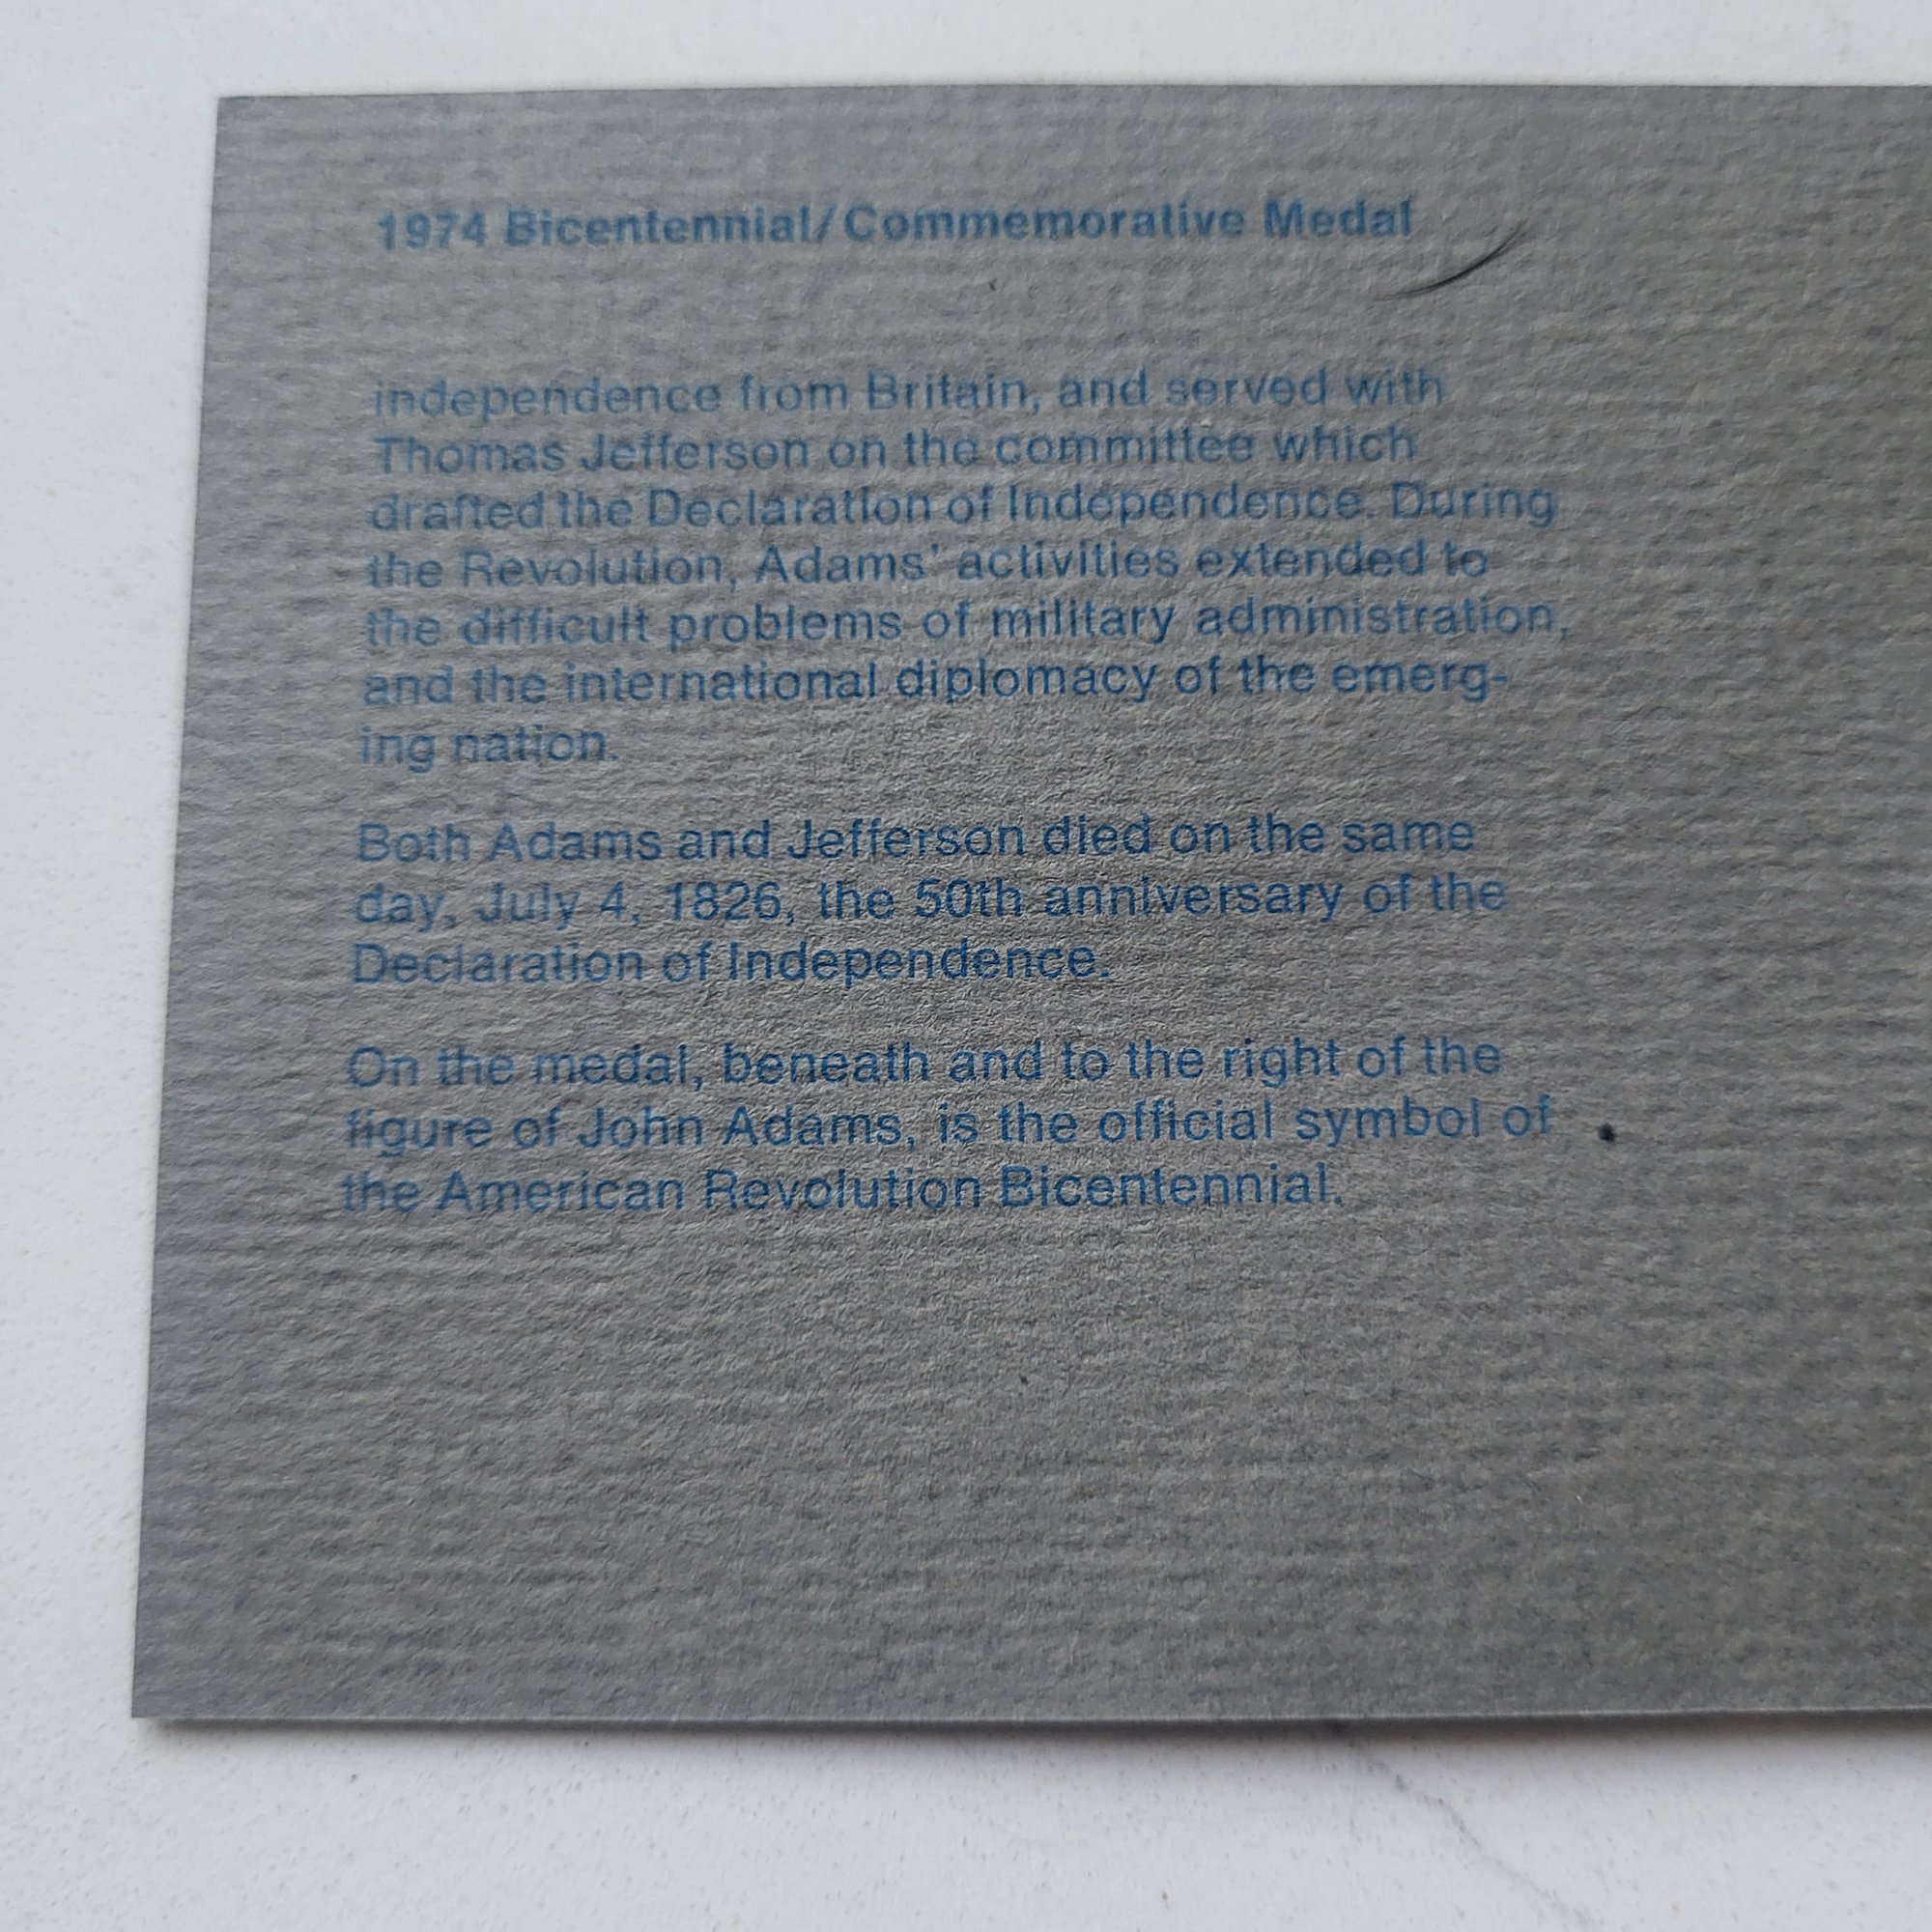 1974 Bicentennial/Commemorative Medal
independence from Britain, and served with
Thomas Jefferson on the committee which
drafted the Declaration of Independence. During
the Revolution, Adams' activities extended to
the difficult problems of military administration,
and the international diplomacy of the emerg-
ing nation.
Both Adams and Jefferson died on the same
day, July 4, 1826, the 50th anniversary of the
Declaration of Independence.
On the medal, beneath and to the right of the
figure of John Adams, is the official symbol of
the American Revolution Bicentennial.